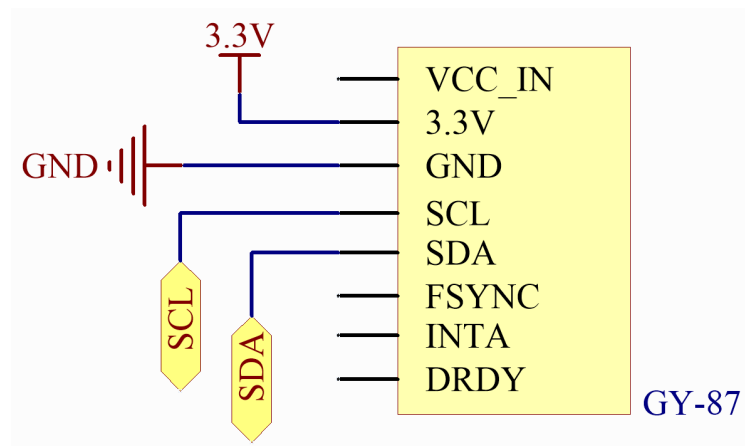 3.3V
VCC_IN
3.3V
GND
GND
SCL
SDA
FSYNC
INTA
DRDY
SCL
SDA
GY-87